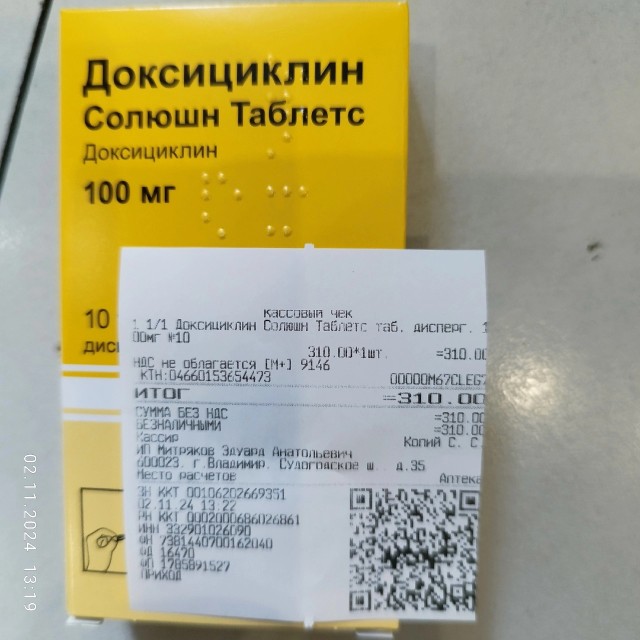 Доксициклин
Солюшн Таблетс
Доксициклин
100 мг
10
дис
Кассовый чек
1 1/1 Доксициклин Солюшн Таблетс таб. дисперг. 1
00мг №10
310.00*1шт. =310.00
НДС не облагается [М+] 9146
КТН:04660153654473 00000M67CLEG
ИТОГ =310.00
СУММА БЕЗ НДС =310.00
БЕЗНАЛИЧНЫМИ =310.00
Кассир Копий С. С.
ИП Митряков Эдуард Анатольевич
600023, г.Владимир, Судогодское ш., д.35
Место расчетов Аптека
ЗН ККТ 00106202669351
02.11.24 13:22
РН ККТ 0002000686026861
ИНН 332901026090
ФН 7381440700162040
ФД 16470
ФП 1785891527
ПРИХОД
02.11.2024 13:19